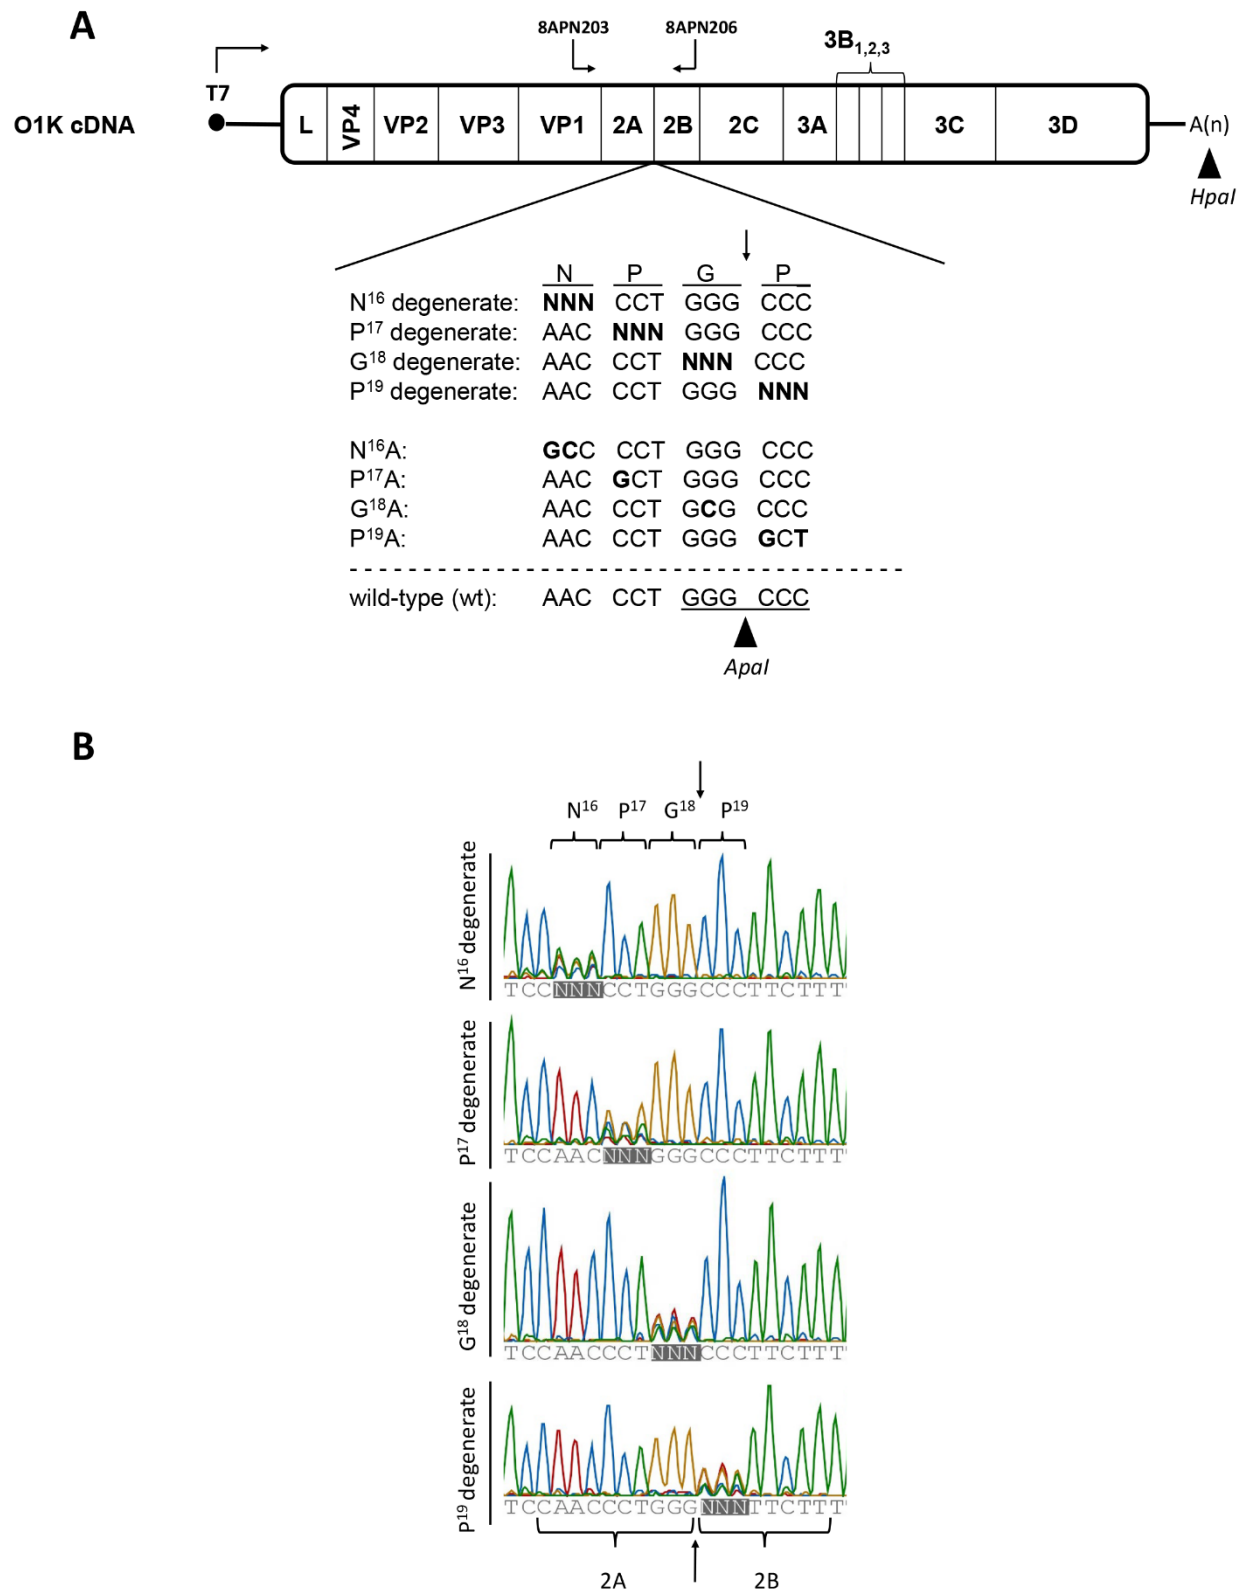 A
8APN203 8APN206
3B1,2,3
T7
O1K cDNA L VP4 VP2 VP3 VP1 2A 2B 2C 3A 3C 3D A(n)
HpaI
N P G P
N16 degenerate: NNN CCT GGG CCC
P17 degenerate: AAC NNN GGG CCC
G18 degenerate: AAC CCT NNN CCC
P19 degenerate: AAC CCT GGG NNN
N16A: GCC CCT GGG CCC
P17A: AAC GCT GGG CCC
G18A: AAC CCT GCG CCC
P19A: AAC CCT GGG GCT
wild-type (wt): AAC CCT GGG CCC
ApaI
B
N16 P17 G18 P19
N16 degenerate
TCCNNNCCTGGGCCCTTCTTT
P17 degenerate
TCCAACNNNGGGCCCTTCTTT
G18 degenerate
TCCAACCCTNNNCCCTTCTTT
P19 degenerate
TCCAACCCTGGGNNNTTCTTT
2A 2B